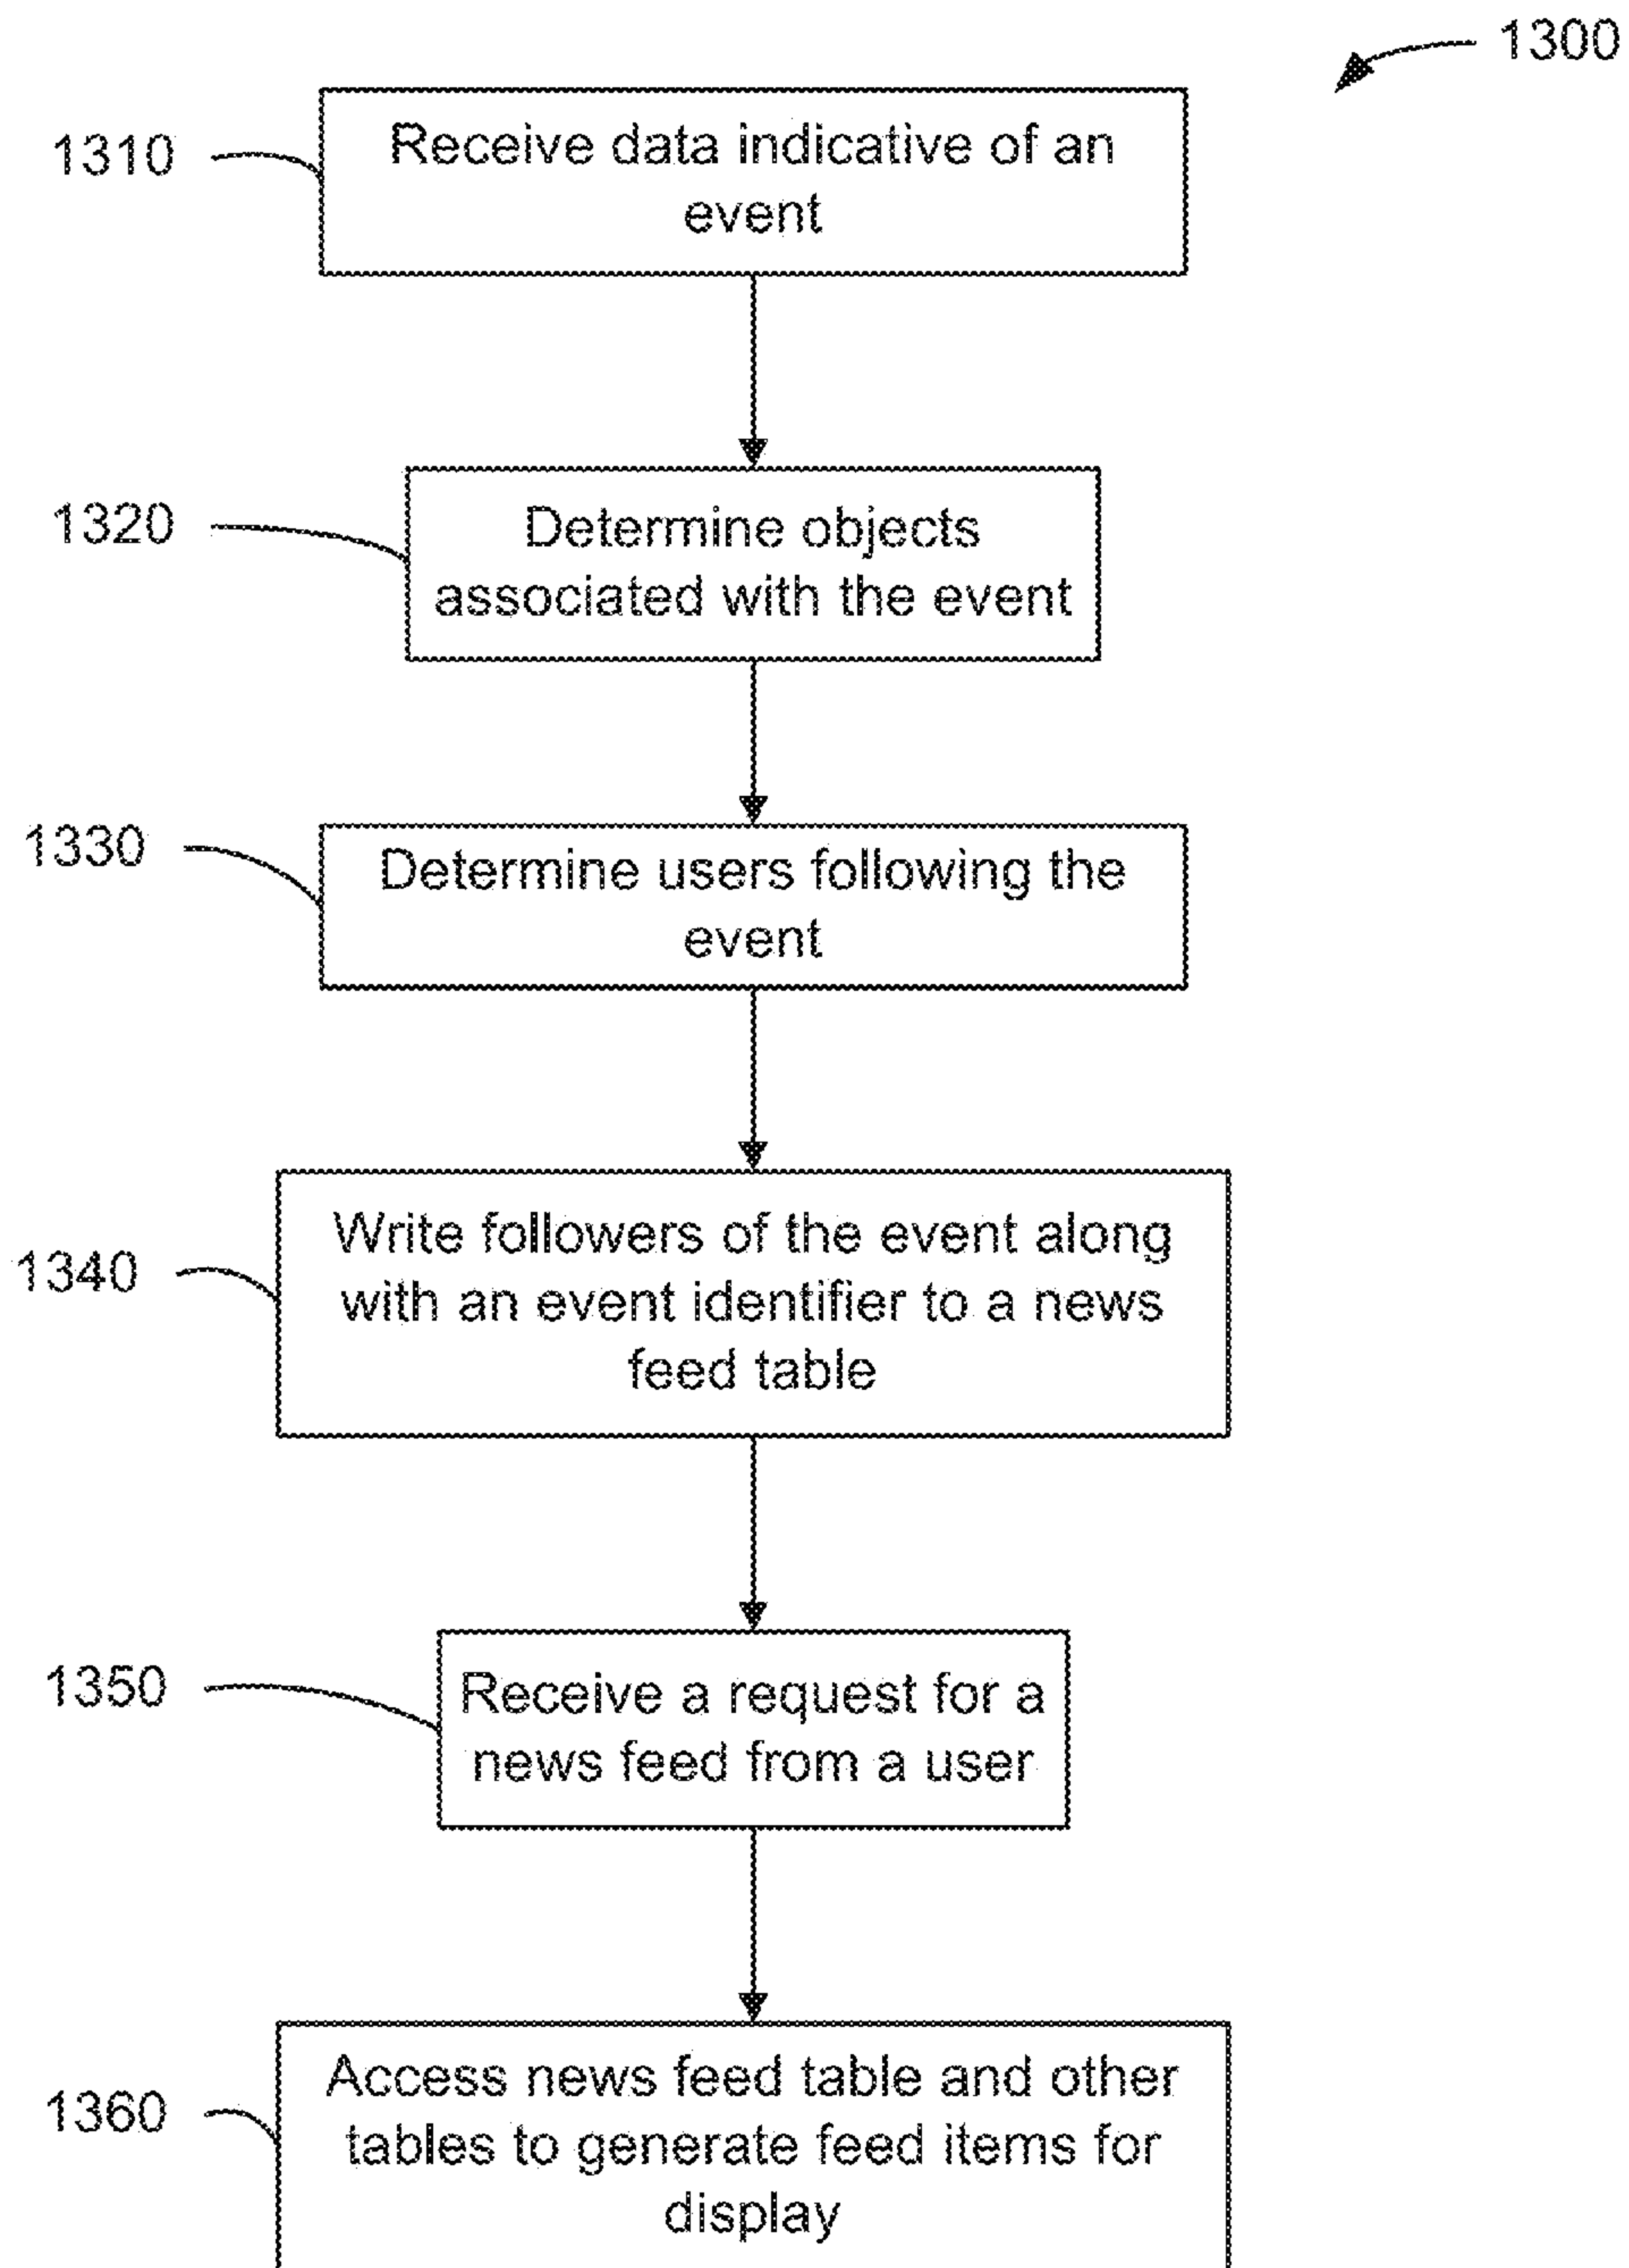 1300
1310
Receive data indicative of an
event
1320
Determine objects
associated with the event
1330
Determine users following the
event
1340
Write followers of the event along
with an event identifier to a news
feed table
1350
Receive a request for a
news feed from a user
1360
Access news feed table and other
tables to generate feed items for
display